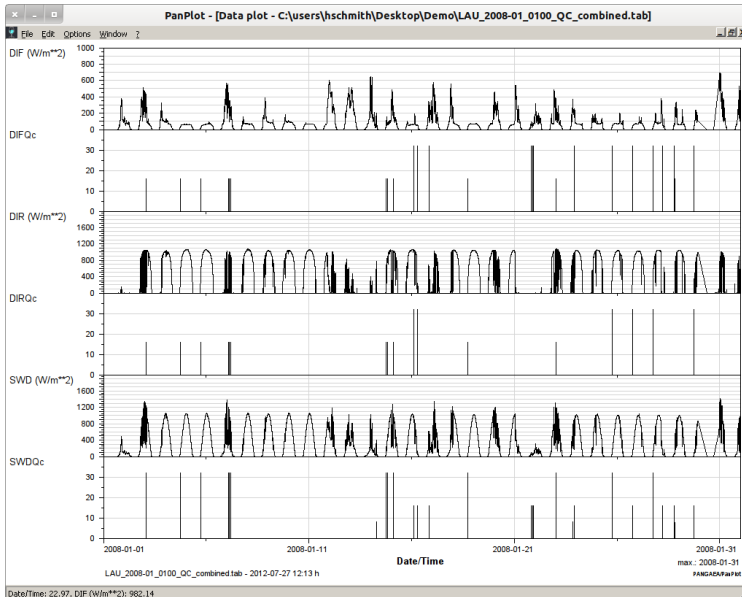 PanPlot - [Data plot - C:\users\hschmith\Desktop\Demo\LAU_2008-01_0100_QC_combined.tab]
File Edit Options Window ?
DIF (W/m**2)
1000
800
600
400
200
0
DIFQc
30
20
10
0
DIR (W/m**2)
1600
1200
800
400
0
DIRQc
30
20
10
0
SWD (W/m**2)
1600
1200
800
400
0
SWDQc
30
20
10
0
2008-01-01 2008-01-11 2008-01-21 2008-01-31
Date/Time
max.: 2008-01-31
LAU_2008-01_0100_QC_combined.tab - 2012-07-27 12:13 h
PANGAEA/PanPlot
Date/Time: 22.97, DIF (W/m**2): 982.14